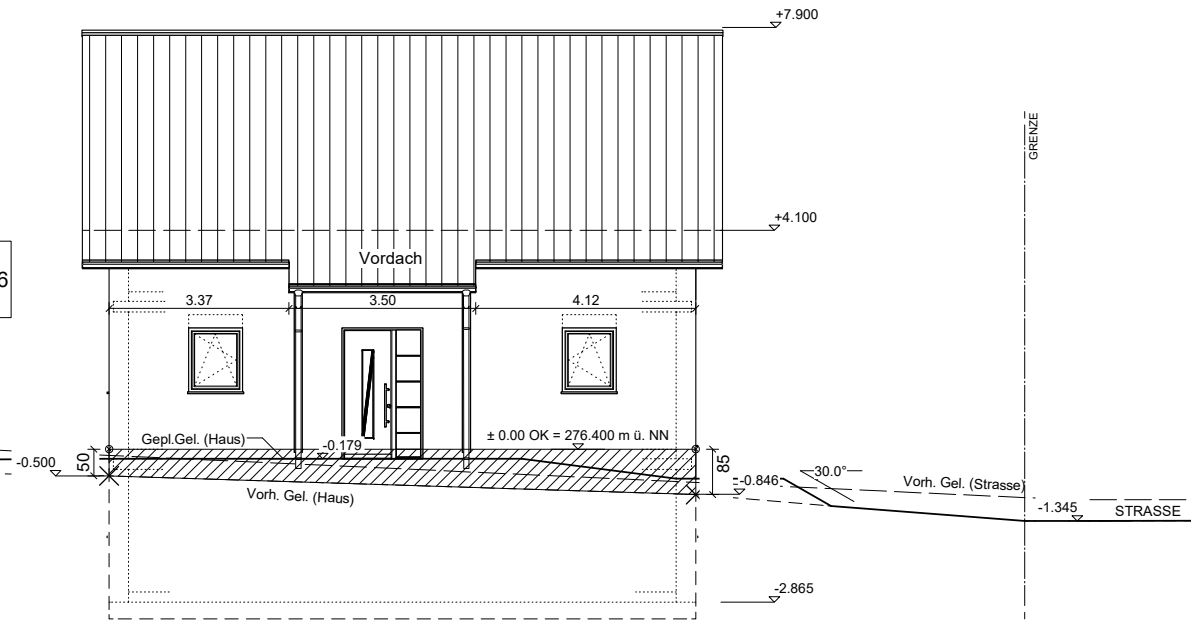 +7.900
GRENZE
+4.100
Vordach
6
3.37
3.50
4.12
Gepl.Gel. (Haus)
-0.179
± 0.00 OK = 276.400 m ü. NN
-0.500
50
85
-0.846
30.0°
Vorh. Gel. (Strasse)
Vorh. Gel. (Haus)
-1.345
STRASSE
-2.865